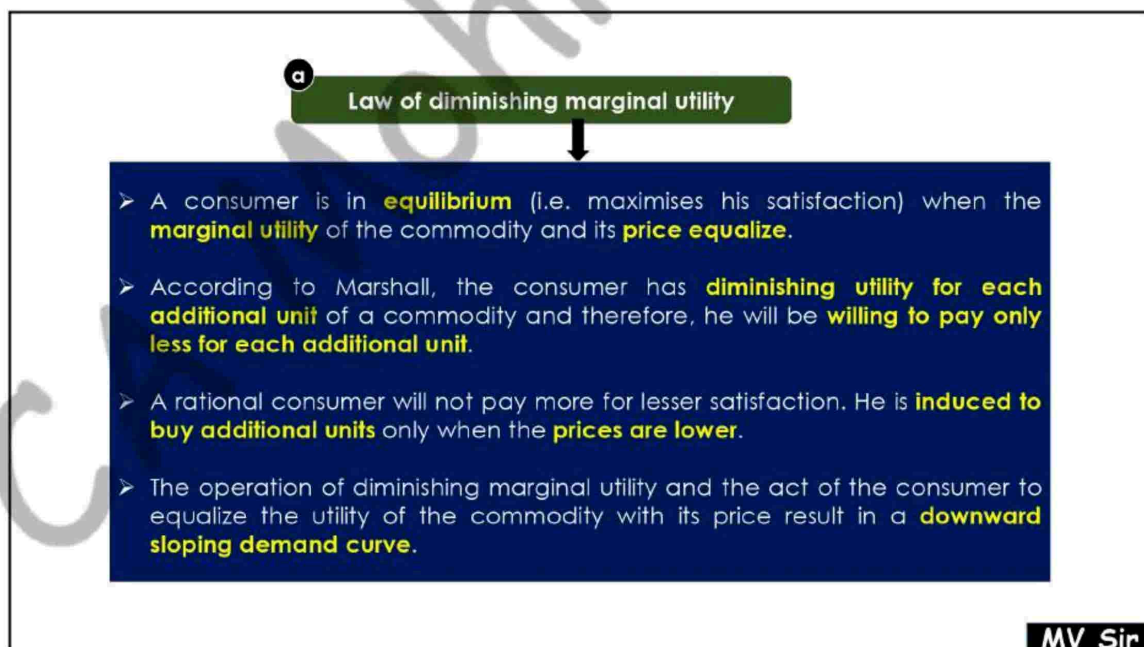 a
Law of diminishing marginal utility
➤ A consumer is in equilibrium (i.e. maximises his satisfaction) when the
marginal utility of the commodity and its price equalize.
➤ According to Marshall, the consumer has diminishing utility for each
additional unit of a commodity and therefore, he will be willing to pay only
less for each additional unit.
➤ A rational consumer will not pay more for lesser satisfaction. He is induced to
buy additional units only when the prices are lower.
➤ The operation of diminishing marginal utility and the act of the consumer to
equalize the utility of the commodity with its price result in a downward
sloping demand curve.
CA Moh
MV Sir